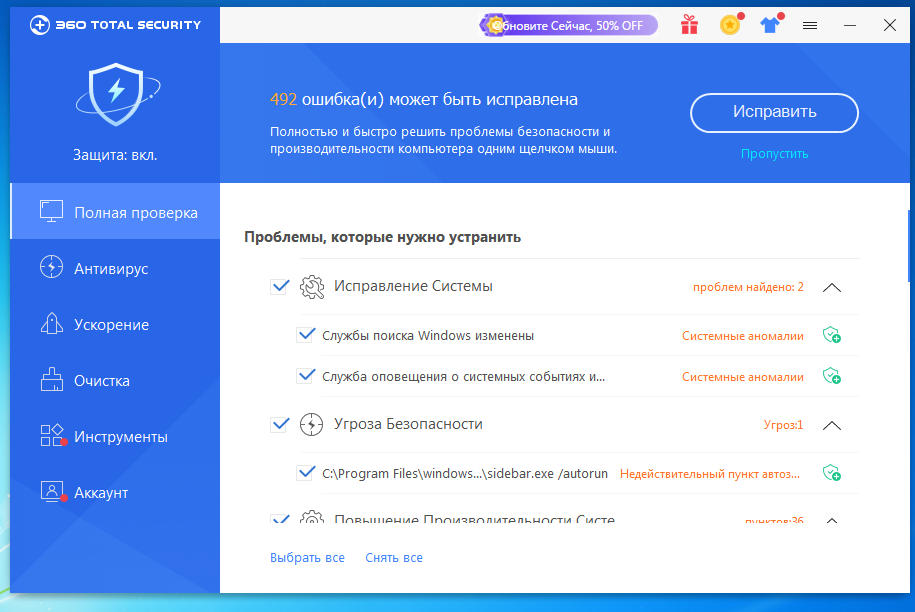 360 TOTAL SECURITY
бновите Сейчас, 50% OFF
Защита: вкл.
Полная проверка
Антивирус
Ускорение
Очистка
Инструменты
Аккаунт
492 ошибка(и) может быть исправлена
Полностью и быстро решить проблемы безопасности и
производительности компьютера одним щелчком мыши.
Исправить
Пропустить
Проблемы, которые нужно устранить
Исправление Системы проблем найдено: 2
Службы поиска Windows изменены Системные аномалии
Служба оповещения о системных событиях и... Системные аномалии
Угроза Безопасности Угроз:1
C:\Program Files\windows...\sidebar.exe /autorun Недействительный пункт автоз...
Повышение Производительности Систе пунктов:36
Выбрать все Снять все